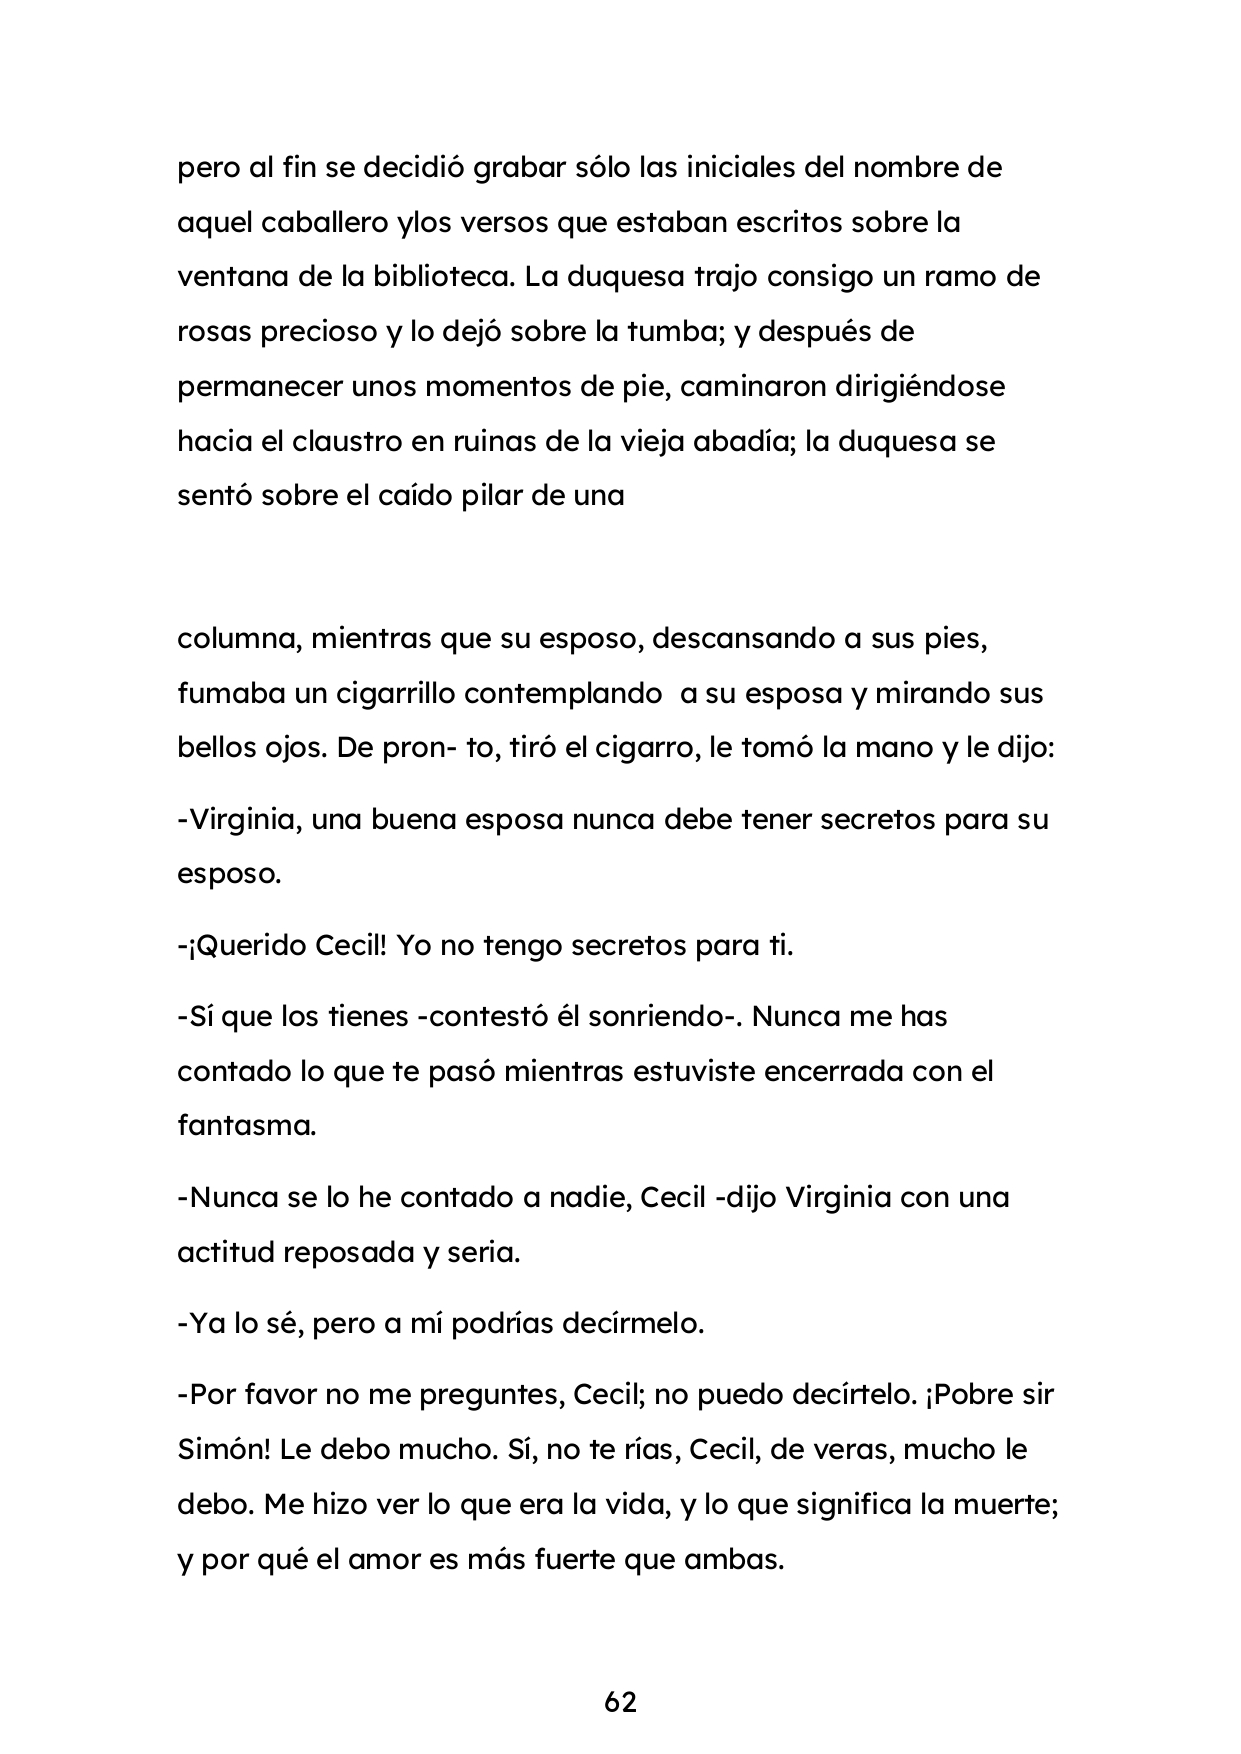 pero al fin se decidió grabar sólo las iniciales del nombre de
aquel caballero ylos versos que estaban escritos sobre la
ventana de la biblioteca. La duquesa trajo consigo un ramo de
rosas precioso y lo dejó sobre la tumba; y después de
permanecer unos momentos de pie, caminaron dirigiéndose
hacia el claustro en ruinas de la vieja abadía; la duquesa se
sentó sobre el caído pilar de una
columna, mientras que su esposo, descansando a sus pies,
fumaba un cigarrillo contemplando  a su esposa y mirando sus
bellos ojos. De pron- to, tiró el cigarro, le tomó la mano y le dijo:
-Virginia, una buena esposa nunca debe tener secretos para su
esposo.
-¡Querido Cecil! Yo no tengo secretos para ti.
-Sí que los tienes -contestó él sonriendo-. Nunca me has
contado lo que te pasó mientras estuviste encerrada con el
fantasma.
-Nunca se lo he contado a nadie, Cecil -dijo Virginia con una
actitud reposada y seria.
-Ya lo sé, pero a mí podrías decírmelo.
-Por favor no me preguntes, Cecil; no puedo decírtelo. ¡Pobre sir
Simón! Le debo mucho. Sí, no te rías, Cecil, de veras, mucho le
debo. Me hizo ver lo que era la vida, y lo que significa la muerte;
y por qué el amor es más fuerte que ambas.
62